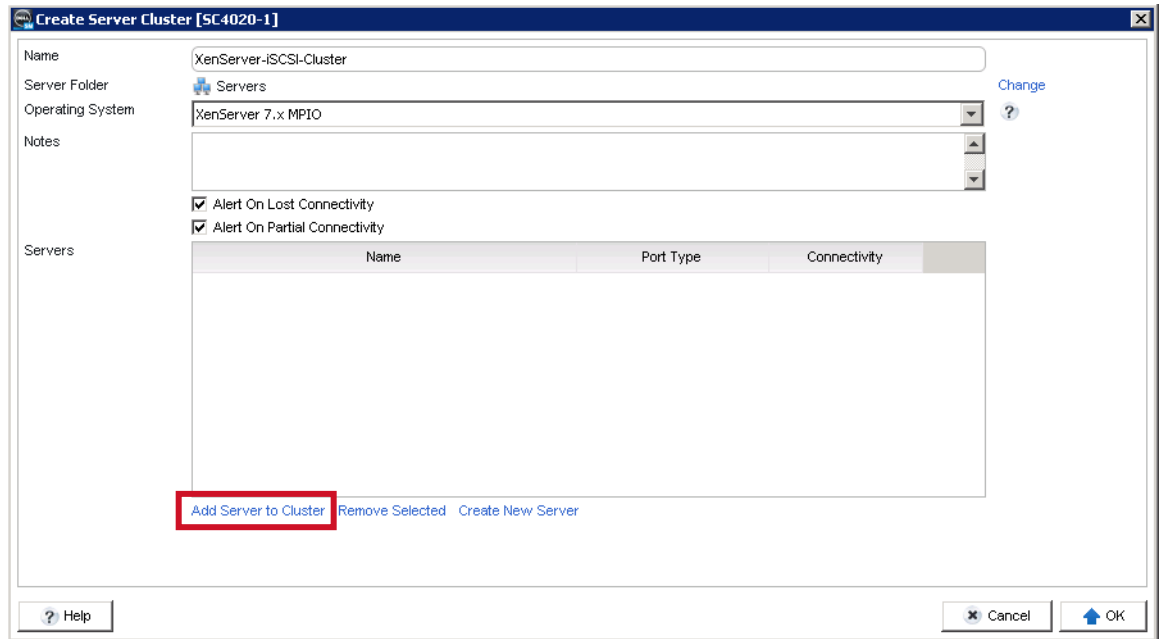 Create Server Cluster [SC4020-1]
Name
XenServer-iSCSI-Cluster
Server Folder
Servers
Change
Operating System
XenServer 7.x MPIO
?
Notes
Alert On Lost Connectivity
Alert On Partial Connectivity
Servers
Name Port Type Connectivity
Add Server to Cluster Remove Selected Create New Server
? Help
Cancel
OK